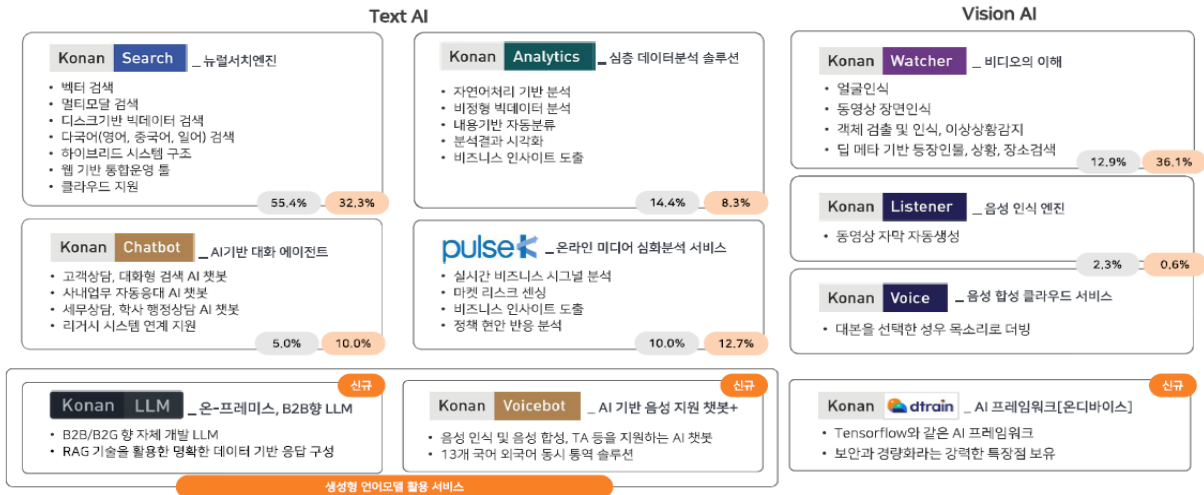 Text AI
Konan Search _ 뉴럴서치엔진
• 벡터 검색
• 멀티모달 검색
• 디스크기반 빅데이터 검색
• 다국어(영어, 중국어, 일어) 검색
• 하이브리드 시스템 구조
• 웹 기반 통합운영 툴
• 클라우드 지원
55.4% 32.3%
Konan Analytics _ 심층 데이터분석 솔루션
• 자연어처리 기반 분석
• 비정형 빅데이터 분석
• 내용기반 자동분류
• 분석결과 시각화
• 비즈니스 인사이트 도출
14.4% 8.3%
Konan Chatbot _ AI기반 대화 에이전트
• 고객상담, 대화형 검색 AI 챗봇
• 사내업무 자동응대 AI 챗봇
• 세무상담, 학사 행정상담 AI 챗봇
• 리거시 시스템 연계 지원
5.0% 10.0%
pulse K _ 온라인 미디어 심화분석 서비스
• 실시간 비즈니스 시그널 분석
• 마켓 리스크 센싱
• 비즈니스 인사이트 도출
• 정책 현안 반응 분석
10.0% 12.7%
신규
Konan LLM _ 온-프레미스, B2B향 LLM
• B2B/B2G 향 자체 개발 LLM
• RAG 기술을 활용한 명확한 데이터 기반 응답 구성
신규
Konan Voicebot _ AI 기반 음성 지원 챗봇+
• 음성 인식 및 음성 합성, TA 등을 지원하는 AI 챗봇
• 13개 국어 외국어 동시 통역 솔루션
생성형 언어모델 활용 서비스
Vision AI
Konan Watcher _ 비디오의 이해
• 얼굴인식
• 동영상 장면인식
• 객체 검출 및 인식, 이상상황감지
• 딥 메타 기반 등장인물, 상황, 장소검색
12.9% 36.1%
Konan Listener _ 음성 인식 엔진
• 동영상 자막 자동생성
2.3% 0.6%
Konan Voice _ 음성 합성 클라우드 서비스
• 대본을 선택한 성우 목소리로 더빙
신규
Konan dtrain _ AI 프레임워크[온디바이스]
• Tensorflow와 같은 AI 프레임워크
• 보안과 경량화라는 강력한 특장점 보유